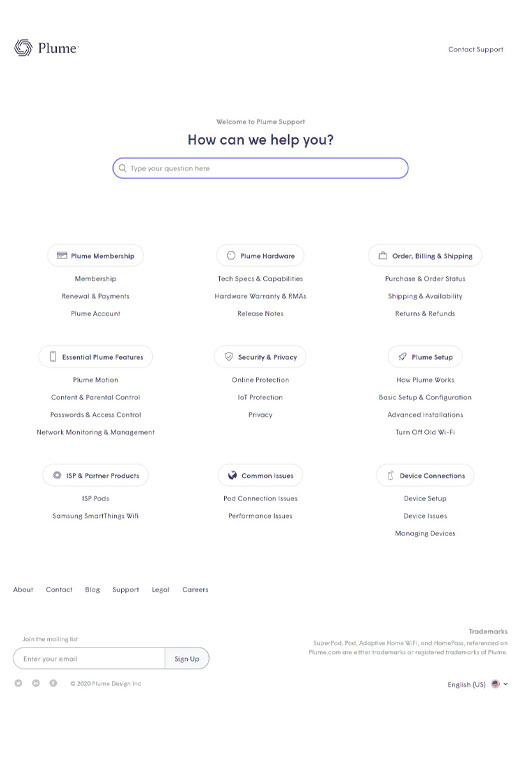 Plume
Contact Support
Welcome to Plume Support
How can we help you?
Type your question here
Plume Membership
Membership
Renewal & Payments
Plume Account
Plume Hardware
Tech Specs & Capabilities
Hardware Warranty & RMAs
Release Notes
Order, Billing & Shipping
Purchase & Order Status
Shipping & Availability
Returns & Refunds
Essential Plume Features
Plume Motion
Content & Parental Control
Passwords & Access Control
Network Monitoring & Management
Security & Privacy
Online Protection
IoT Protection
Privacy
Plume Setup
How Plume Works
Basic Setup & Configuration
Advanced Installations
Turn Off Old Wi-Fi
ISP & Partner Products
ISP Pods
Samsung SmartThings Wifi
Common Issues
Pod Connection Issues
Performance Issues
Device Connections
Device Setup
Device Issues
Managing Devices
About Contact Blog Support Legal Careers
Join the mailing list
Enter your email Sign Up
© 2020 Plume Design Inc
Trademarks
SuperPod, Pod, Adaptive Home WiFi, and HomePass, referenced on
Plume.com are either trademarks or registered trademarks of Plume.
English (US)